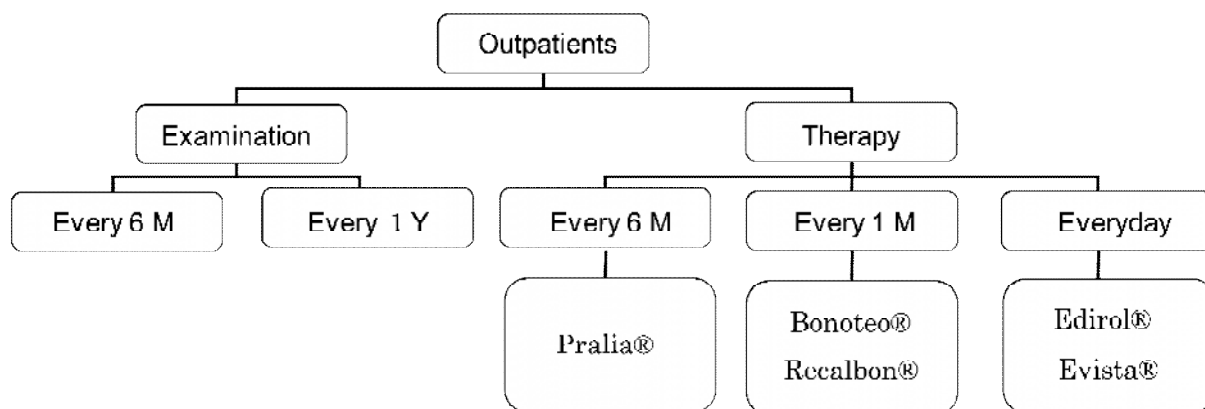 Outpatients
Examination
Therapy
Every 6 M
Every 1 Y
Every 6 M
Every 1 M
Everyday
Pralia®
Bonoteo®
Recalbon®
Edirol®
Evista®